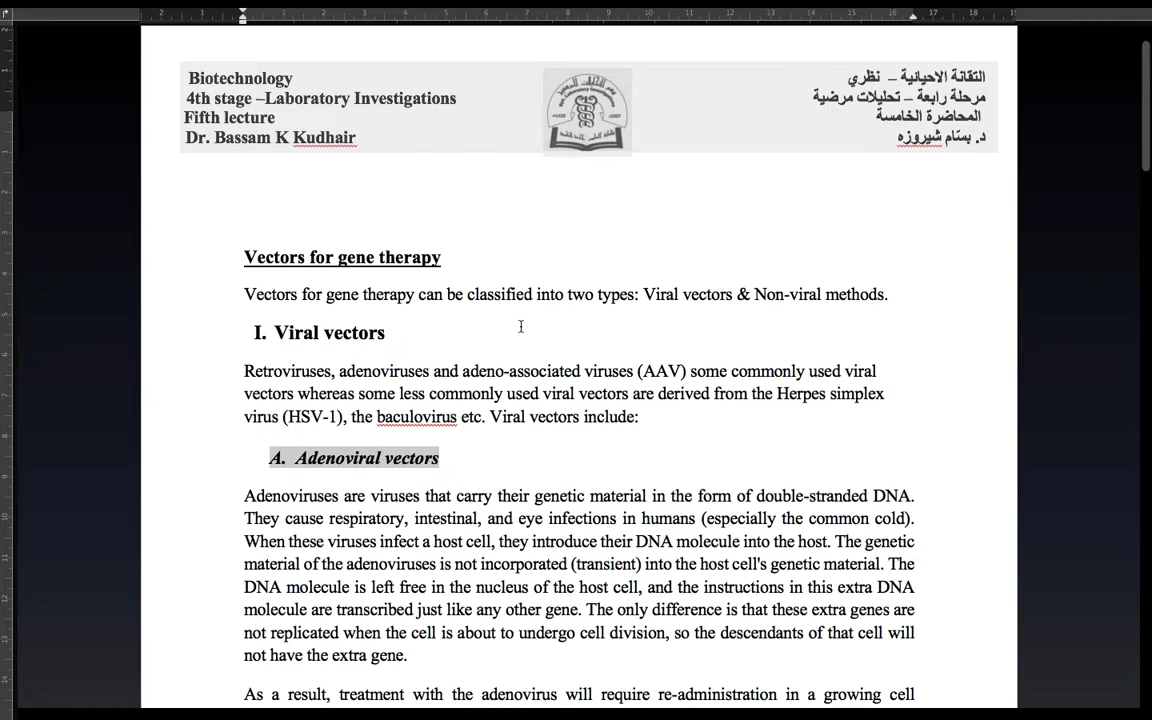 Biotechnology
4th stage –Laboratory Investigations
Fifth lecture
Dr. Bassam K Kudhair
التقانة الاحيائية – نظري
مرحلة رابعة – تحليلات مرضية
المحاضرة الخامسة
د. بسّام شيروزه
Vectors for gene therapy
Vectors for gene therapy can be classified into two types: Viral vectors & Non-viral methods.
I. Viral vectors
Retroviruses, adenoviruses and adeno-associated viruses (AAV) some commonly used viral
vectors whereas some less commonly used viral vectors are derived from the Herpes simplex
virus (HSV-1), the baculovirus etc. Viral vectors include:
A. Adenoviral vectors
Adenoviruses are viruses that carry their genetic material in the form of double-stranded DNA.
They cause respiratory, intestinal, and eye infections in humans (especially the common cold).
When these viruses infect a host cell, they introduce their DNA molecule into the host. The genetic
material of the adenoviruses is not incorporated (transient) into the host cell's genetic material. The
DNA molecule is left free in the nucleus of the host cell, and the instructions in this extra DNA
molecule are transcribed just like any other gene. The only difference is that these extra genes are
not replicated when the cell is about to undergo cell division, so the descendants of that cell will
not have the extra gene.
As a result, treatment with the adenovirus will require re-administration in a growing cell